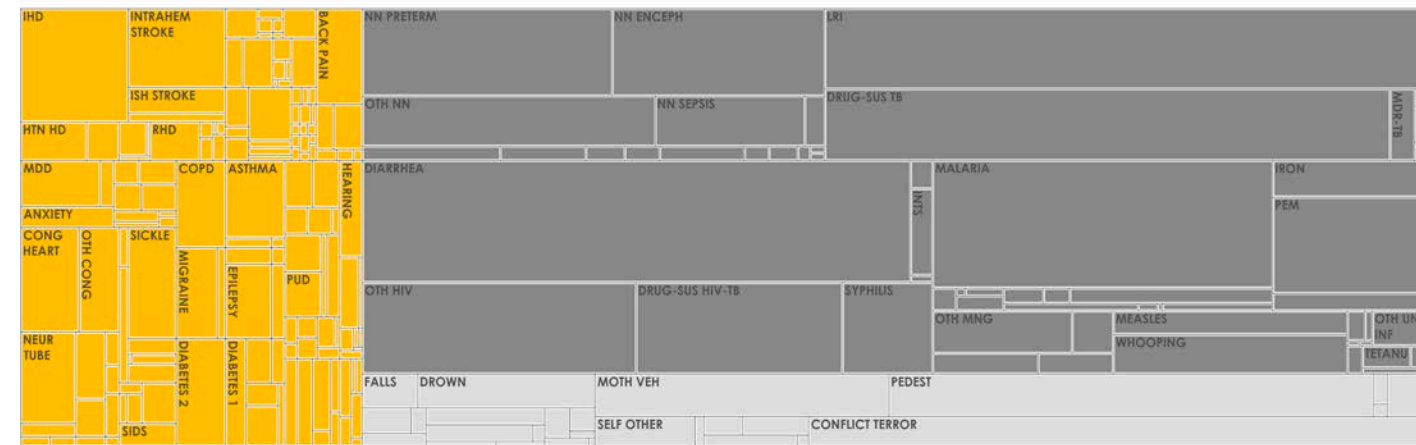 IHD
INTRAHEM
STROKE
BACK PAIN
NN PRETERM
NN ENCEPH
LRI
ISH STROKE
OTH NN
NN SEPSIS
DRUG-SUS TB
MDR-TB
HTN HD
RHD
MDD
COPD
ASTHMA
HEARING
DIARRHEA
INTS
MALARIA
IRON
ANXIETY
PEM
CONG
HEART
OTH CONG
SICKLE
MIGRAINE
EPILEPSY
PUD
OTH HIV
DRUG-SUS HIV-TB
SYPHILIS
OTH MNG
MEASLES
OTH UN
INF
NEUR
TUBE
DIABETES 2
DIABETES 1
WHOOPING
TETANU
FALLS
DROWN
MOTH VEH
PEDEST
SIDS
SELF OTHER
CONFLICT TERROR